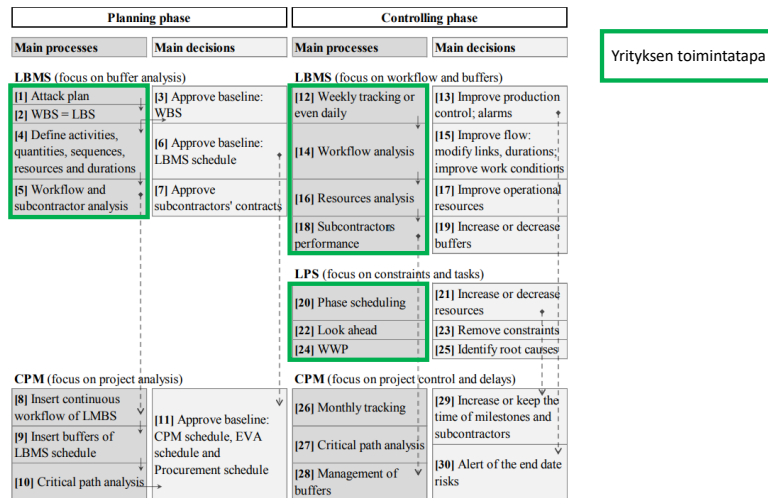 Planning phase
Controlling phase
Main processes
Main decisions
Main processes
Main decisions
LBMS (focus on buffer analysis)
[1] Attack plan
[2] WBS = LBS
[4] Define activities,
quantities, sequences,
resources and durations
[5] Workflow and
subcontractor analysis
[3] Approve baseline:
WBS
[6] Approve baseline:
LBMS schedule
[7] Approve
subcontractors' contracts
LBMS (focus on workflow and buffers)
[12] Weekly tracking or
even daily
[14] Workflow analysis
[16] Resources analysis
[18] Subcontractors
performance
[13] Improve production
control; alarms
[15] Improve flow:
modify links, durations;
improve work conditions
[17] Improve operational
resources
[19] Increase or decrease
buffers
LPS (focus on constraints and tasks)
[20] Phase scheduling
[22] Look ahead
[24] WWP
[21] Increase or decrease
resources
[23] Remove constraints
[25] Identify root causes
CPM (focus on project analysis)
[8] Insert continuous
workflow of LMBS
[9] Insert buffers of
LBMS schedule
[10] Critical path analysis
[11] Approve baseline:
CPM schedule, EVA
schedule and
Procurement schedule
CPM (focus on project control and delays)
[26] Monthly tracking
[27] Critical path analysis
[28] Management of
buffers
[29] Increase or keep the
time of milestones and
subcontractors
[30] Alert of the end date
risks
Yrityksen toimintatapa